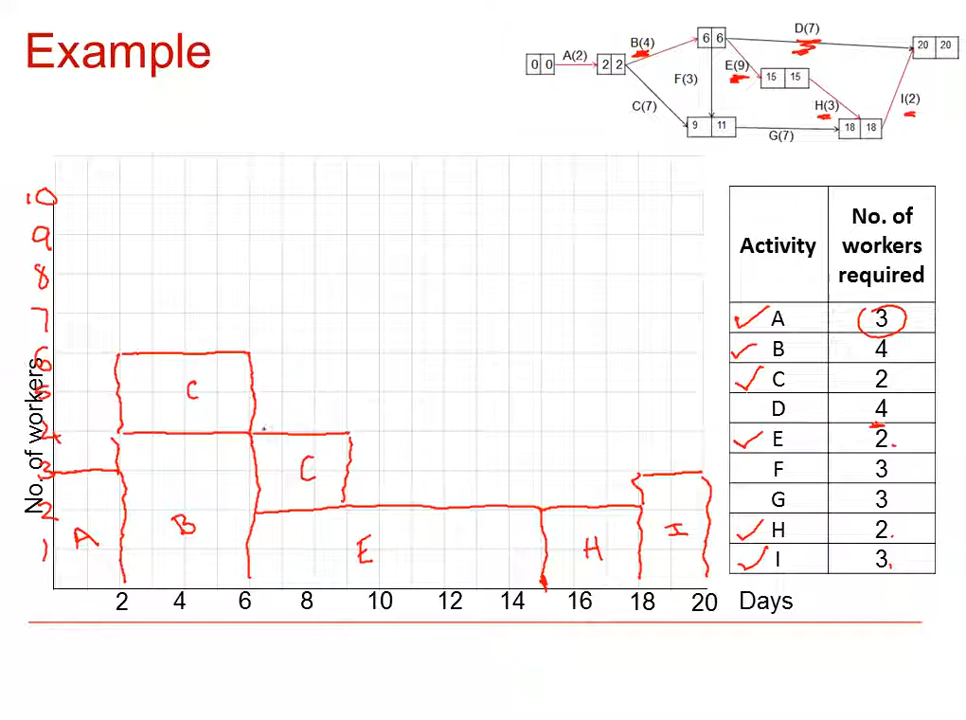 Example
D(7)
B(4)
6 6
20 20
A(2)
0 0
2 2
E(9)
F(3)
15 15
I(2)
C(7)
H(3)
9 11
18 18
G(7)
10
9
8
7
6
5
4
3
2
1
No. of workers
C
C
A
B
E
H
I
2 4 6 8 10 12 14 16 18 20 Days
Activity No. of workers required
A 3
B 4
C 2
D 4
E 2
F 3
G 3
H 2
I 3